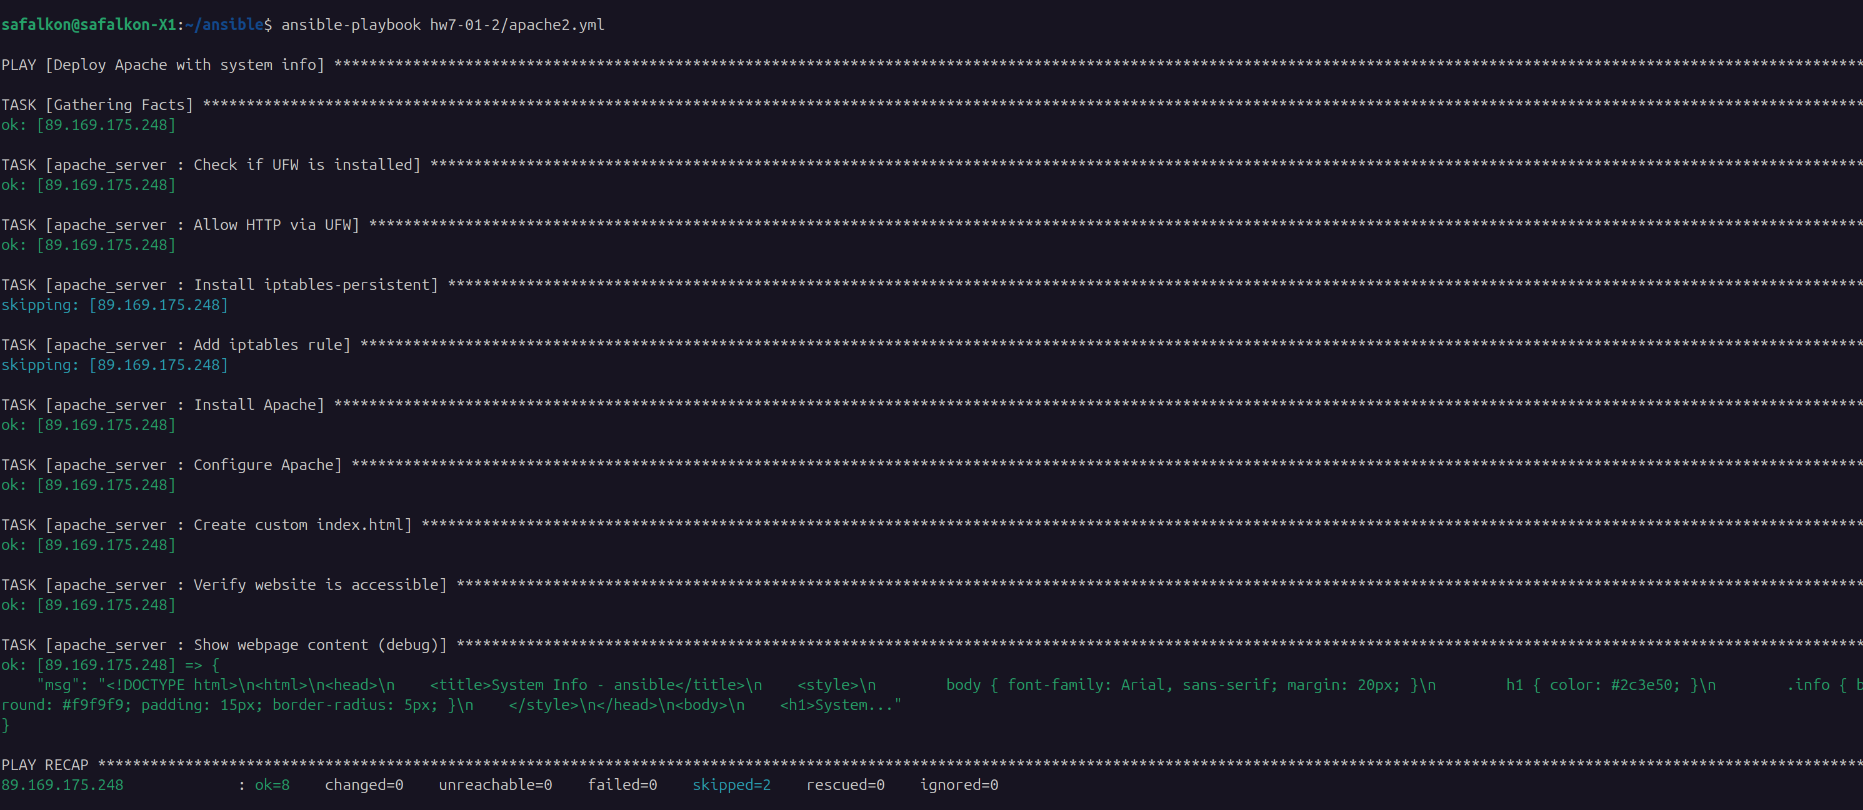 safalkon@safalkon-X1:~/ansible$ ansible-playbook hw7-01-2/apache2.yml
PLAY [Deploy Apache with system info] ******************************************************************************************************************************************************************************
TASK [Gathering Facts] *********************************************************************************************************************************************************************************************
ok: [89.169.175.248]
TASK [apache_server : Check if UFW is installed] *******************************************************************************************************************************************************************
ok: [89.169.175.248]
TASK [apache_server : Allow HTTP via UFW] **************************************************************************************************************************************************************************
ok: [89.169.175.248]
TASK [apache_server : Install iptables-persistent] *****************************************************************************************************************************************************************
skipping: [89.169.175.248]
TASK [apache_server : Add iptables rule] ***************************************************************************************************************************************************************************
skipping: [89.169.175.248]
TASK [apache_server : Install Apache] ******************************************************************************************************************************************************************************
ok: [89.169.175.248]
TASK [apache_server : Configure Apache] ****************************************************************************************************************************************************************************
ok: [89.169.175.248]
TASK [apache_server : Create custom index.html] ********************************************************************************************************************************************************************
ok: [89.169.175.248]
TASK [apache_server : Verify website is accessible] ****************************************************************************************************************************************************************
ok: [89.169.175.248]
TASK [apache_server : Show webpage content (debug)] ****************************************************************************************************************************************************************
ok: [89.169.175.248] => {
"msg": "<!DOCTYPE html>\n<html>\n<head>\n    <title>System Info - ansible</title>\n    <style>\n        body { font-family: Arial, sans-serif; margin: 20px; }\n        h1 { color: #2c3e50; }\n        .info { b
round: #f9f9f9; padding: 15px; border-radius: 5px; }\n    </style>\n</head>\n<body>\n    <h1>System..."
}
PLAY RECAP *********************************************************************************************************************************************************************************************************
89.169.175.248             : ok=8    changed=0    unreachable=0    failed=0    skipped=2    rescued=0    ignored=0